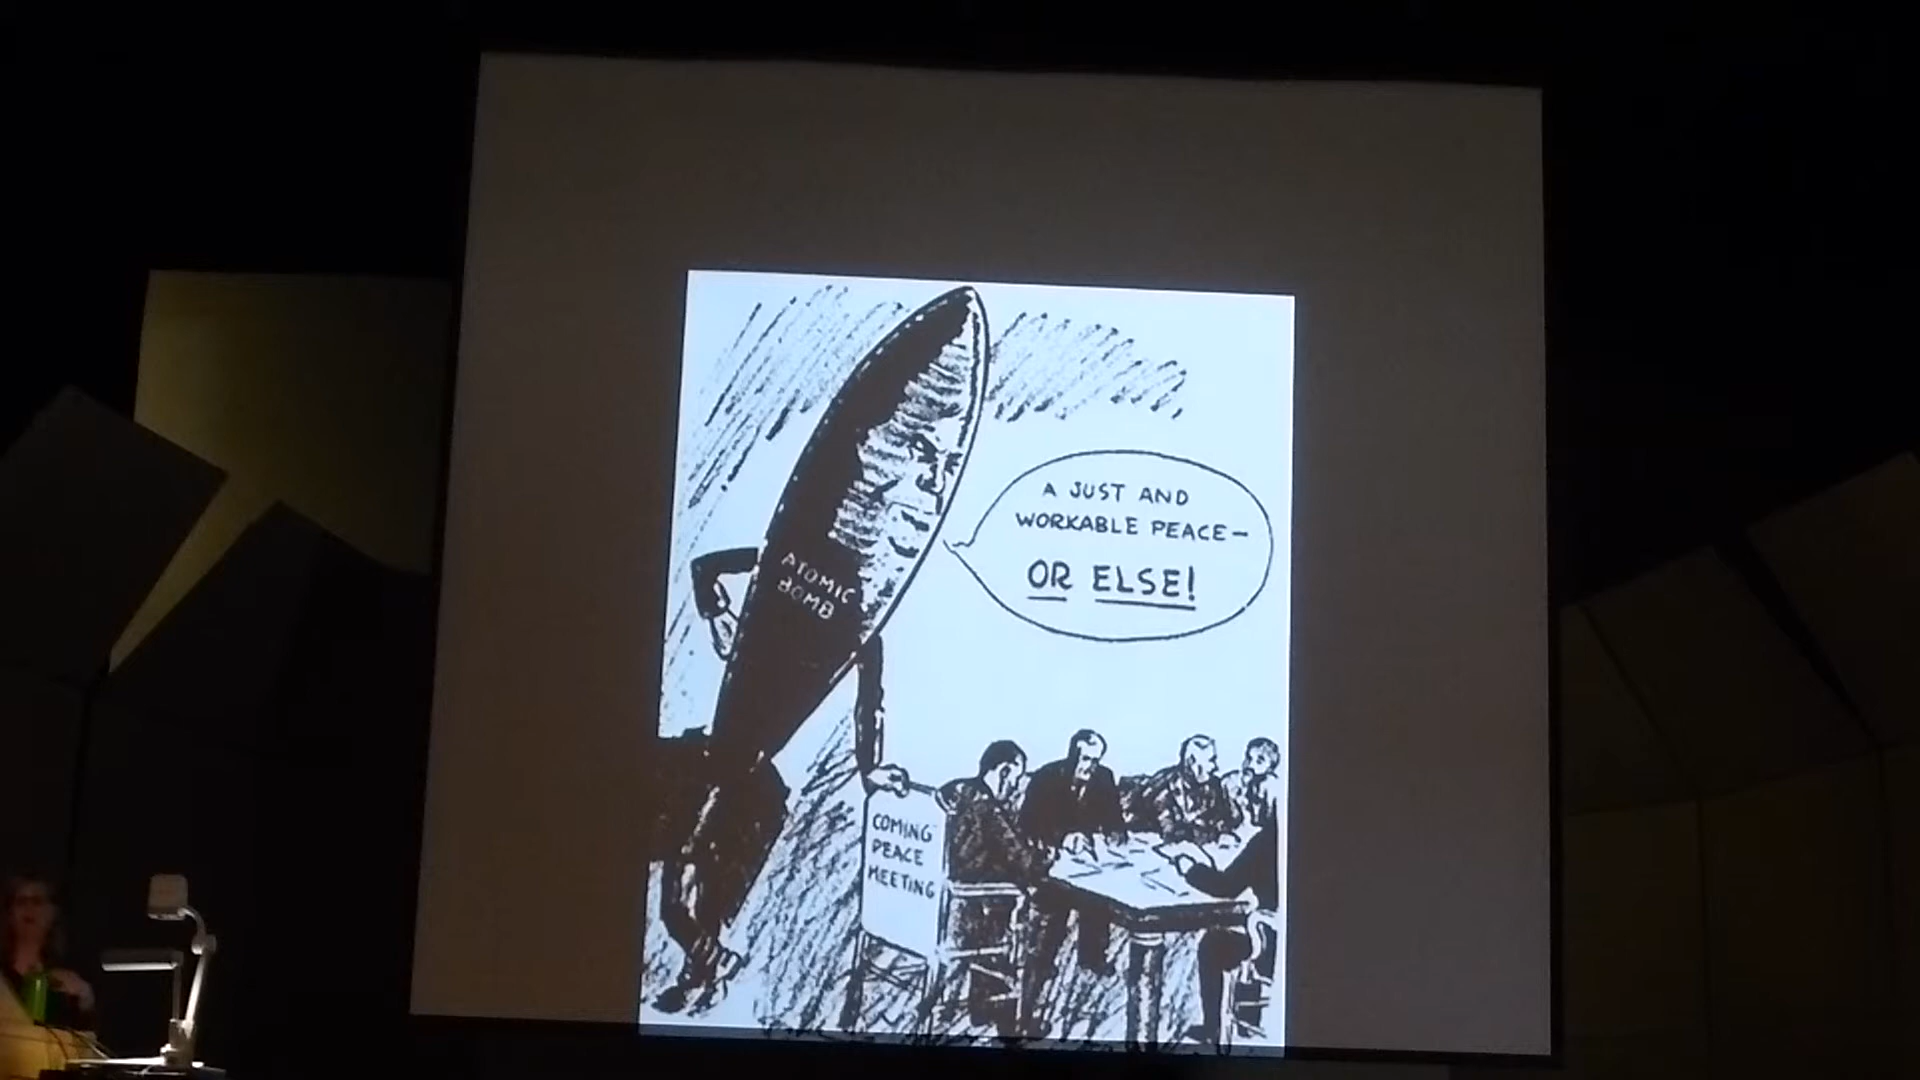 A JUST AND
WORKABLE PEACE—
OR ELSE!
ATOMIC
BOMB
COMING
PEACE
MEETING